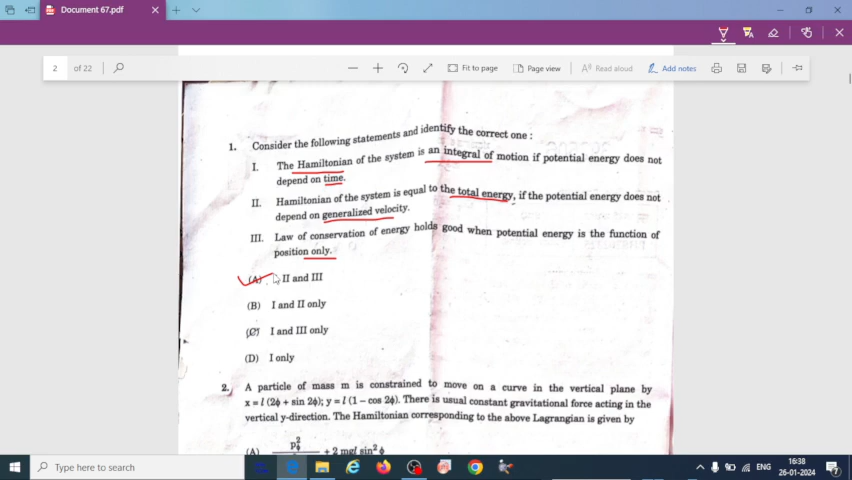 Document 67.pdf
2 of 22
Fit to page
Page view
Read aloud
Add notes
1. Consider the following statements and identify the correct one :
I. The Hamiltonian of the system is an integral of motion if potential energy does not
depend on time.
II. Hamiltonian of the system is equal to the total energy, if the potential energy does not
depend on generalized velocity.
III. Law of conservation of energy holds good when potential energy is the function of
position only.
(A) II and III
(B) I and II only
(C) I and III only
(D) I only
2. A particle of mass m is constrained to move on a curve in the vertical plane by
x = l (2ϕ + sin 2ϕ); y = l (1 − cos 2ϕ). There is usual constant gravitational force acting in the
vertical y-direction. The Hamiltonian corresponding to the above Lagrangian is given by
(A) p²ϕ + 2 mgl sin² ϕ
Type here to search
ENG
16:38
26-01-2024
7